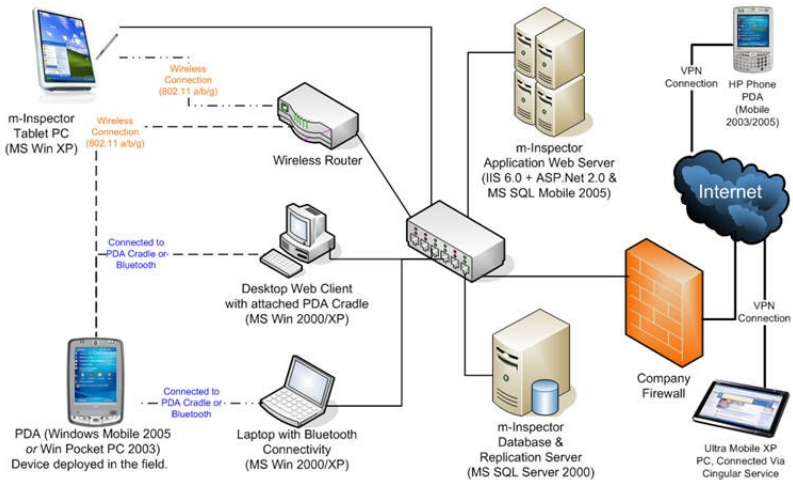 m-Inspector
Tablet PC
(MS Win XP)
Wireless
Connection
(802.11 a/b/g)
Wireless
Connection
(802.11 a/b/g)
Wireless Router
m-Inspector
Application Web Server
(IIS 6.0 + ASP.Net 2.0 &
MS SQL Mobile 2005)
VPN
Connection
HP Phone
PDA
(Mobile
2003/2005)
Internet
Connected to
PDA Cradle or
Bluetooth
Desktop Web Client
with attached PDA Cradle
(MS Win 2000/XP)
VPN
Connection
Company
Firewall
PDA (Windows Mobile 2005
or Win Pocket PC 2003)
Device deployed in the field.
Connected to
PDA Cradle or
Bluetooth
Laptop with Bluetooth
Connectivity
(MS Win 2000/XP)
m-Inspector
Database &
Replication Server
(MS SQL Server 2000)
Ultra Mobile XP
PC, Connected Via
Cingular Service